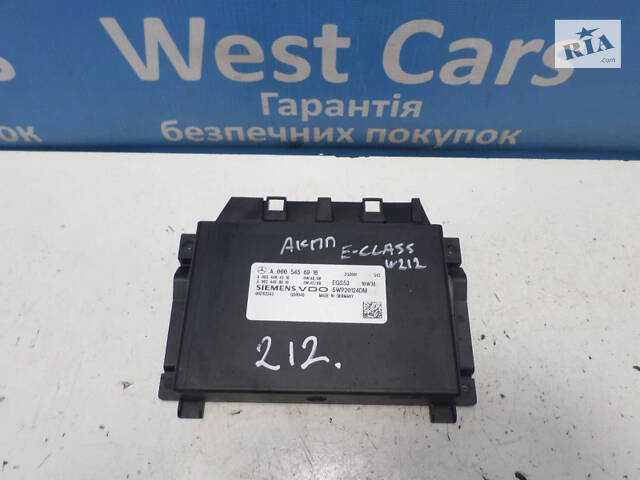 RIA
.com
West Cars
Гарантія
безпечних покупок
ок
АКПП E-CLASS
W212
A 000 545 69 16
EGS53
SIEMENS VDO 5WP20124DM
MADE IN GERMANY
212.